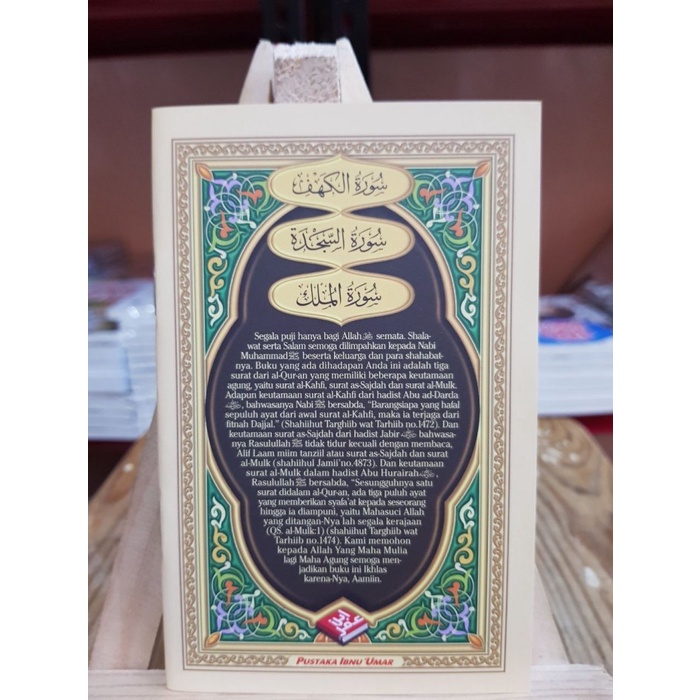 سُورَةُ الْكَهْفِ
سُورَةُ السَّجْدَةِ
سُورَةُ الْمُلْكِ
Segala puji hanya bagi Allah ﷻ semata. Shala-
wat serta Salam semoga dilimpahkan kepada Nabi
Muhammad ﷺ beserta keluarga dan para shahabat-
nya. Buku yang ada dihadapan Anda ini adalah tiga
surat dari al-Qur-an yang memiliki beberapa keutamaan
agung, yaitu surat al-Kahfi, surat as-Sajdah dan surat al-Mulk.
Adapun keutamaan surat al-Kahfi dari hadist Abu ad-Darda
, bahwasanya Nabi ﷺ bersabda, “Barangsiapa yang hafal
sepuluh ayat dari awal surat al-Kahfi, maka ia terjaga dari
fitnah Dajjal.” (Shahiihut Targhiib wat Tarhiib no.1472). Dan
keutamaan surat as-Sajdah dari hadist Jabir bahwasa-
nya Rasulullah ﷺ tidak tidur kecuali dengan membaca,
Alif Laam miim tanziil atau surat as-Sajdah dan surat
al-Mulk (shahiihul Jamii’no.4873). Dan keutamaan
surat al-Mulk dalam hadist Abu Hurairah ,
Rasulullah ﷺ bersabda, “Sesungguhnya satu
surat didalam al-Qur-an, ada tiga puluh ayat
yang memberikan syafa’at kepada seseorang
hingga ia diampuni, yaitu Mahasuci Allah
yang ditangan-Nya lah segala kerajaan
(QS. al-Mulk:1) (shahiihut Targhiib wat
Tarhiib no.1474). Kami memohon
kepada Allah Yang Maha Mulia
lagi Maha Agung semoga men-
jadikan buku ini Ikhlas
karena-Nya, Aamiin.
PUSTAKA IBNU ‘UMAR